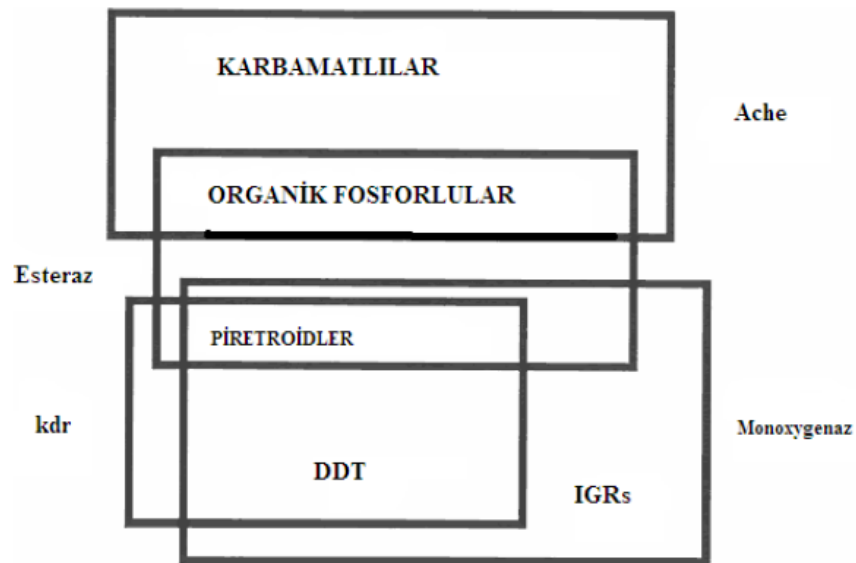 KARBAMATLILAR
Ache
ORGANİK FOSFORLULAR
Esteraz
PİRETROİDLER
kdr
Monoxygenaz
DDT
IGRs